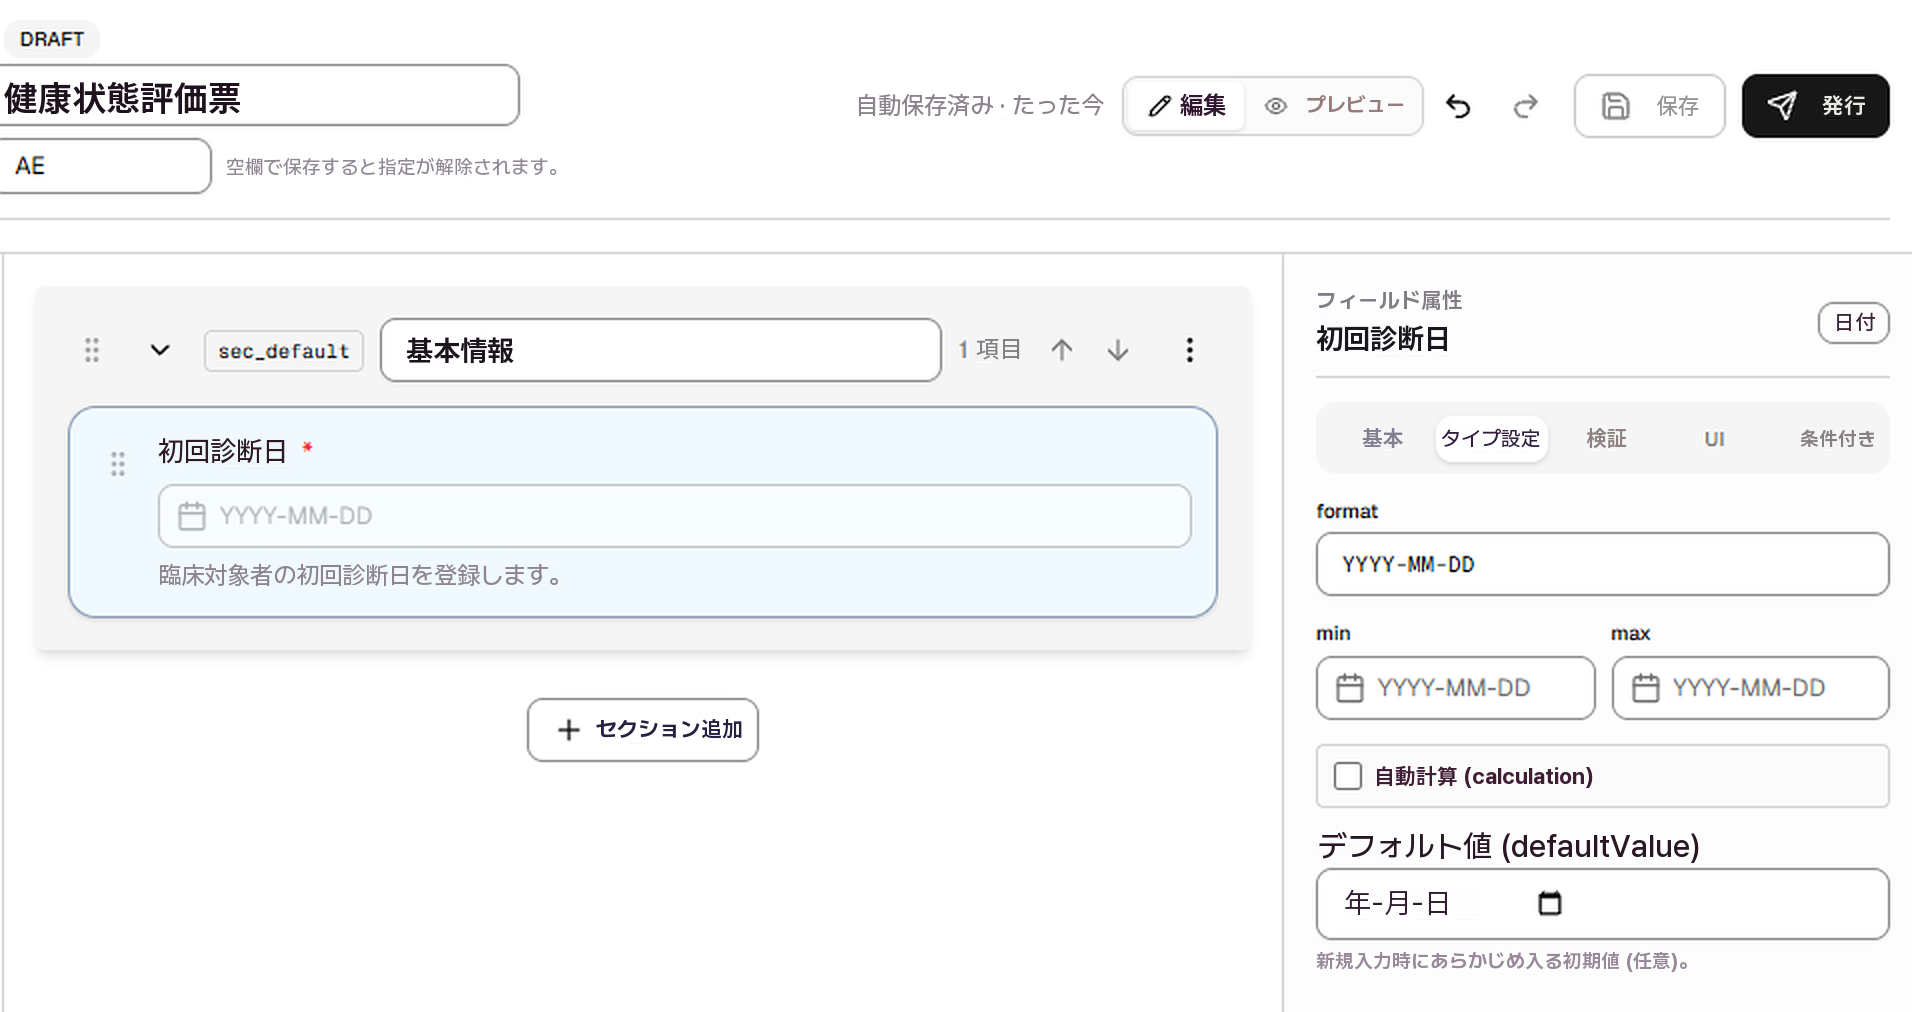 DRAFT
健康状態評価票
自動保存済み · たった今
編集
プレビュー
保存
発行
AE
空欄で保存すると指定が解除されます。
sec_default
基本情報
1 項目
初回診断日 *
YYYY-MM-DD
臨床対象者の初回診断日を登録します。
セクション追加
フィールド属性
初回診断日
日付
基本
タイプ設定
検証
UI
条件付き
format
YYYY-MM-DD
min
max
YYYY-MM-DD
YYYY-MM-DD
自動計算 (calculation)
デフォルト値 (defaultValue)
年-月-日
新規入力時にあらかじめ入る初期値 (任意)。